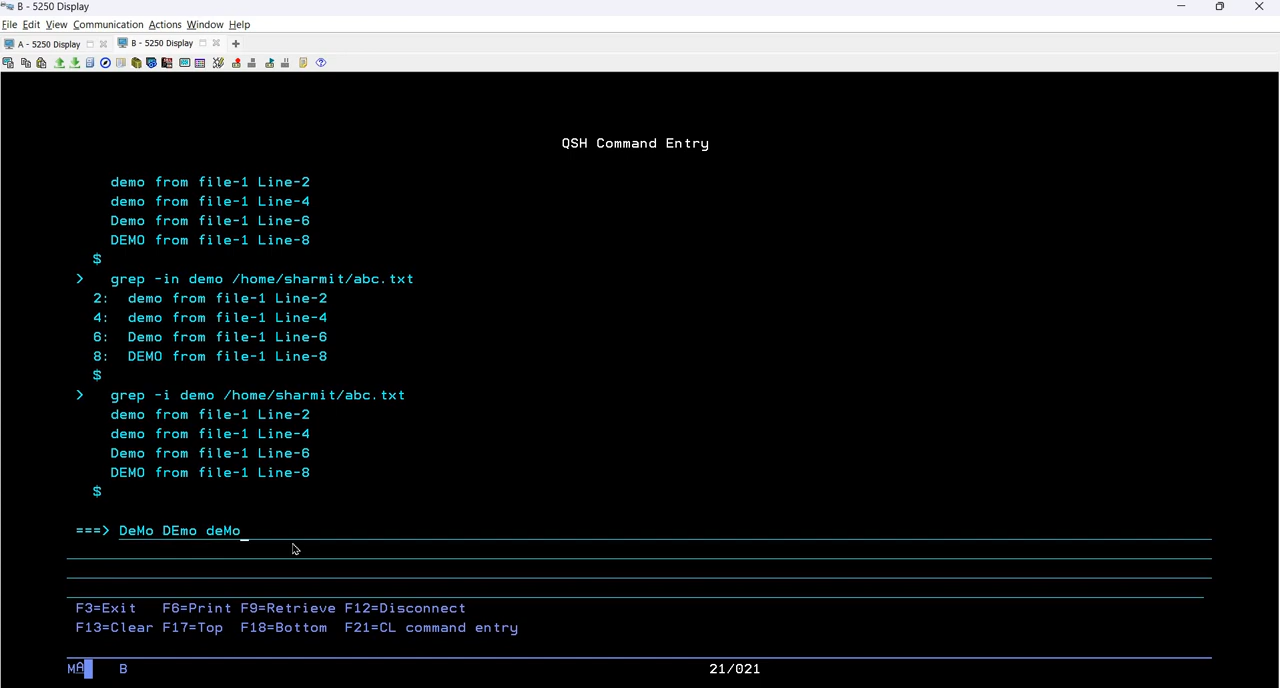 B - 5250 Display
File Edit View Communication Actions Window Help
A - 5250 Display B - 5250 Display
QSH Command Entry
demo from file-1 Line-2
demo from file-1 Line-4
Demo from file-1 Line-6
DEMO from file-1 Line-8
$
> grep -in demo /home/sharmit/abc.txt
2: demo from file-1 Line-2
4: demo from file-1 Line-4
6: Demo from file-1 Line-6
8: DEMO from file-1 Line-8
$
> grep -i demo /home/sharmit/abc.txt
demo from file-1 Line-2
demo from file-1 Line-4
Demo from file-1 Line-6
DEMO from file-1 Line-8
$
===> DeMo DEmo deMo_
F3=Exit F6=Print F9=Retrieve F12=Disconnect
F13=Clear F17=Top F18=Bottom F21=CL command entry
MA B 21/021